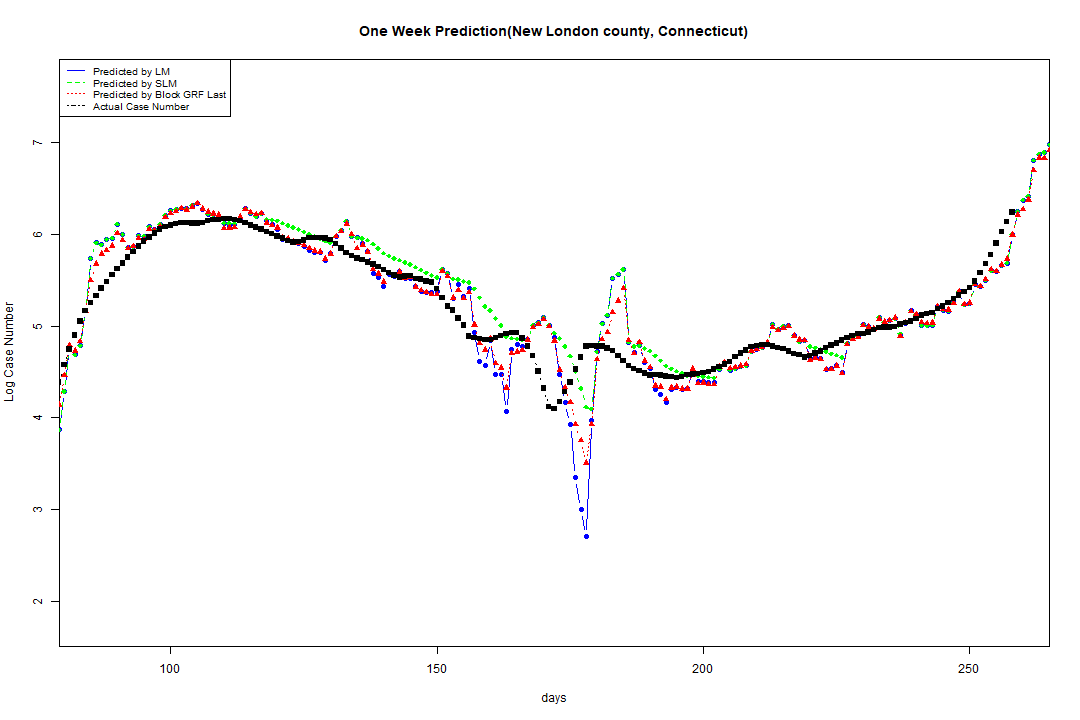 One Week Prediction(New London county, Connecticut)
Predicted by LM
Predicted by SLM
Predicted by Block GRF Last
Actual Case Number
Log Case Number
7
6
5
4
3
2
100 150 200 250
days